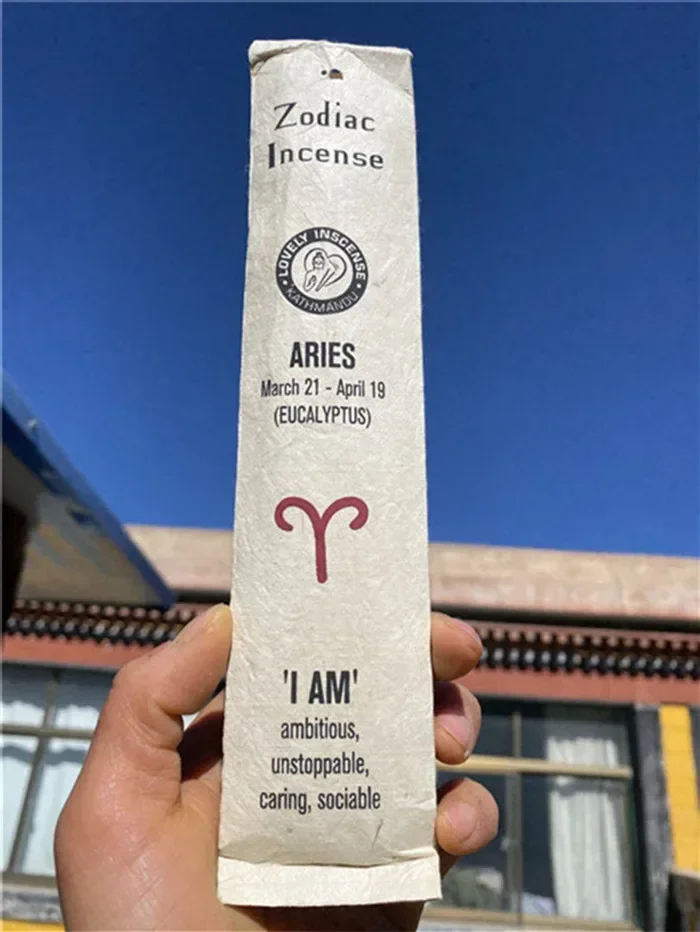 Zodiac
Incense
LOVELY INSCENSE
KATHMANDU
ARIES
March 21 - April 19
(EUCALYPTUS)
'I AM'
ambitious,
unstoppable,
caring, sociable